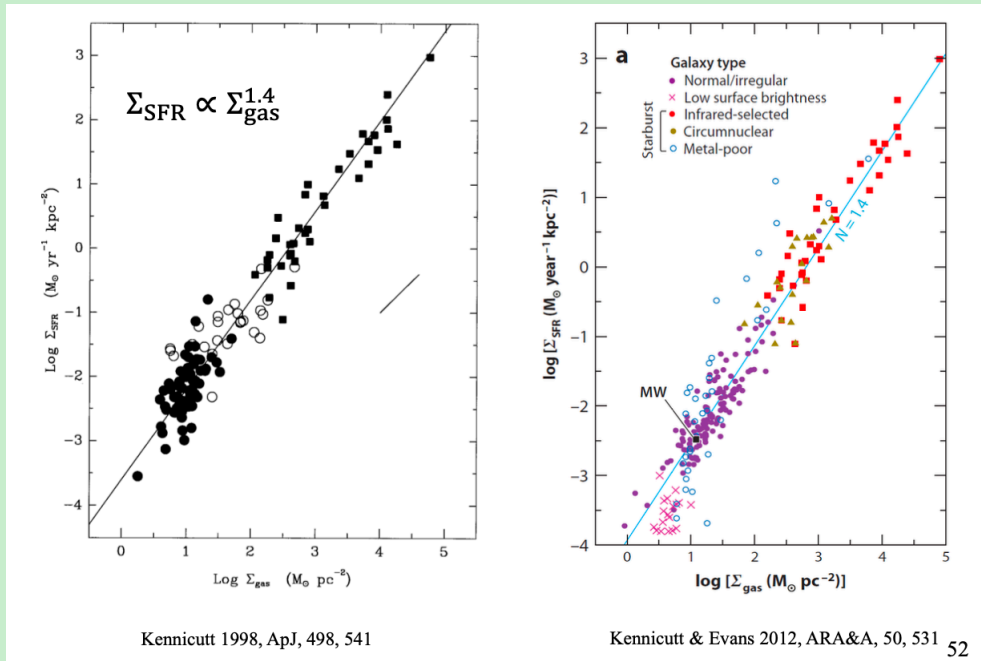 Σ_SFR ∝ Σ_gas^1.4
3
2
1
0
−1
−2
−3
−4
Log Σ_SFR (M⊙ yr⁻¹ kpc⁻²)
0
1
2
3
4
5
Log Σ_gas (M⊙ pc⁻²)
Kennicutt 1998, ApJ, 498, 541
a
Galaxy type
Normal/irregular
Low surface brightness
Starburst
Infrared-selected
Circumnuclear
Metal-poor
N = 1.4
MW
3
2
1
0
−1
−2
−3
−4
log [Σ_SFR (M⊙ year⁻¹ kpc⁻²)]
0
1
2
3
4
5
log [Σ_gas (M⊙ pc⁻²)]
Kennicutt & Evans 2012, ARA&A, 50, 531
52